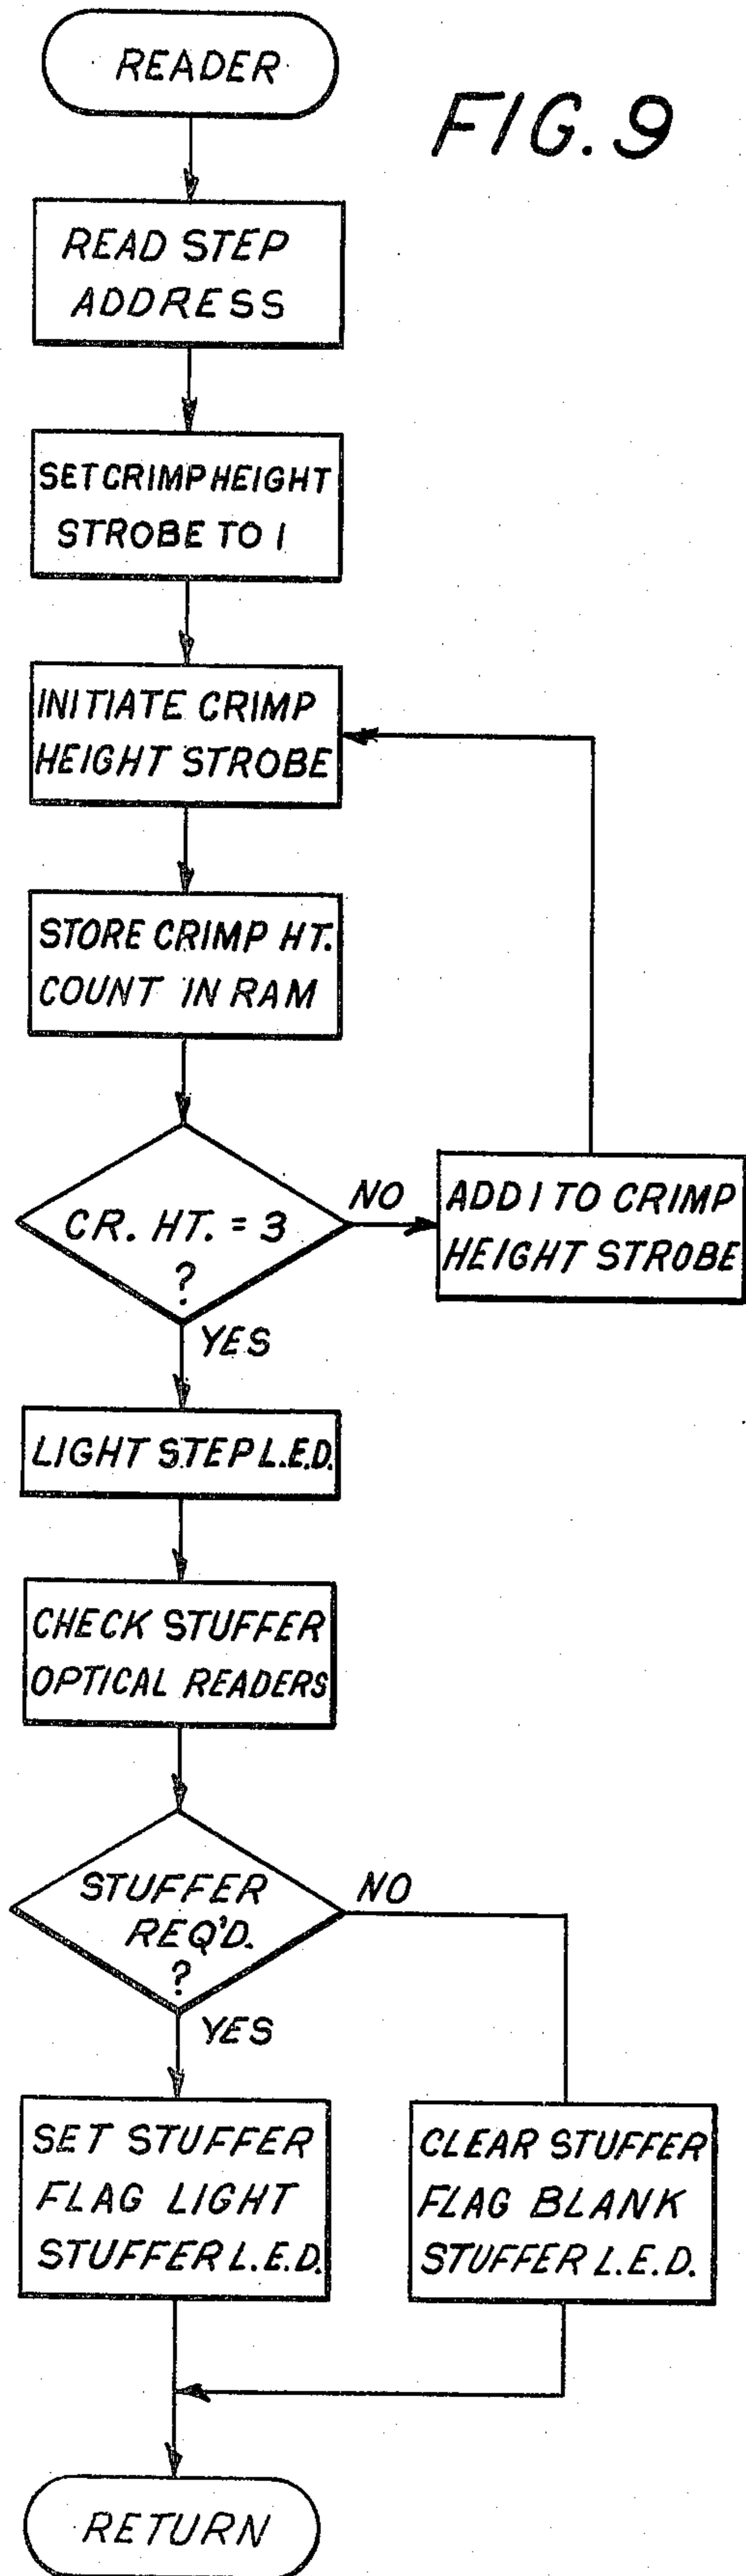 READER
FIG. 9
READ STEP
ADDRESS
SET CRIMP HEIGHT
STROBE TO 1
INITIATE CRIMP
HEIGHT STROBE
STORE CRIMP HT.
COUNT IN RAM
CR. HT. = 3
?
NO
ADD 1 TO CRIMP
HEIGHT STROBE
YES
LIGHT STEP L.E.D.
CHECK STUFFER
OPTICAL READERS
STUFFER
REQ'D.
?
NO
YES
SET STUFFER
FLAG LIGHT
STUFFER L.E.D.
CLEAR STUFFER
FLAG BLANK
STUFFER L.E.D.
RETURN